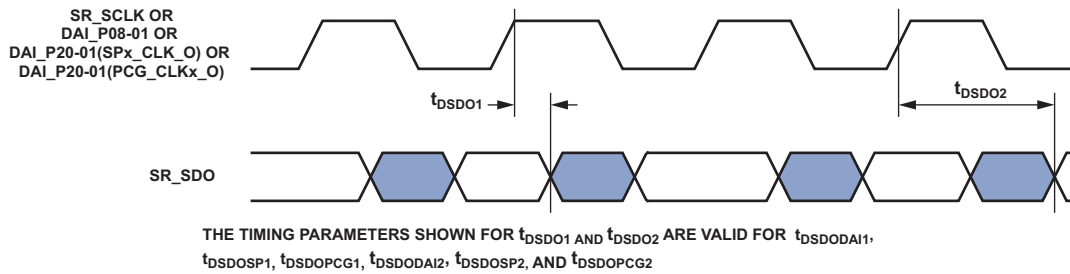 SR_SCLK OR
DAI_P08-01 OR
DAI_P20-01(SPx_CLK_O) OR
DAI_P20-01(PCG_CLKx_O)
tDSDO1
tDSDO2
SR_SDO
THE TIMING PARAMETERS SHOWN FOR tDSDO1 AND tDSDO2 ARE VALID FOR tDSDODAI1,
tDSDOSP1, tDSDOPCG1, tDSDODAI2, tDSDOSP2, AND tDSDOPCG2